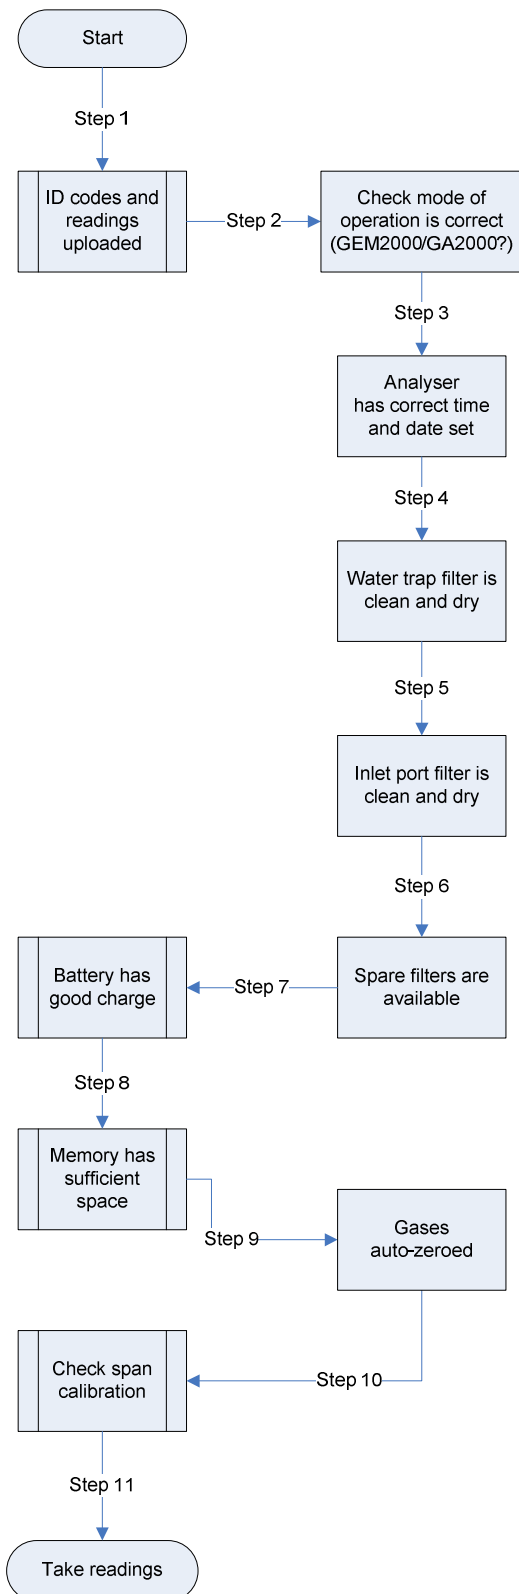 Start
Step 1
ID codes and
readings
uploaded
Step 2
Check mode of
operation is correct
(GEM2000/GA2000?)
Step 3
Analyser
has correct time
and date set
Step 4
Water trap filter is
clean and dry
Step 5
Inlet port filter is
clean and dry
Step 6
Spare filters are
available
Step 7
Battery has
good charge
Step 8
Memory has
sufficient
space
Step 9
Gases
auto-zeroed
Step 10
Check span
calibration
Step 11
Take readings